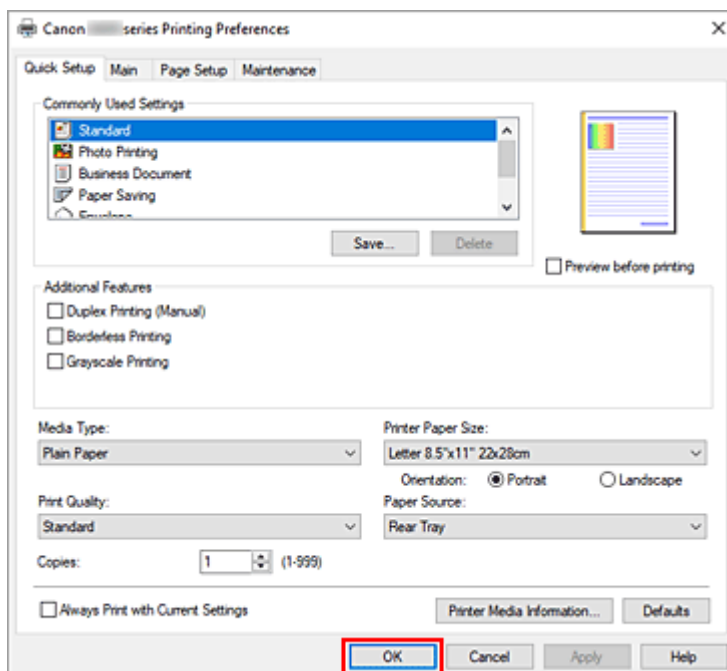 Canon series Printing Preferences
Quick Setup Main Page Setup Maintenance
Commonly Used Settings
Standard
Photo Printing
Business Document
Paper Saving
Envelope
Save... Delete
Preview before printing
Additional Features
Duplex Printing (Manual)
Borderless Printing
Grayscale Printing
Media Type: Printer Paper Size:
Plain Paper Letter 8.5"x11" 22x28cm
Orientation: Portrait Landscape
Print Quality: Paper Source:
Standard Rear Tray
Copies: 1 (1-999)
Always Print with Current Settings Printer Media Information... Defaults
OK Cancel Apply Help